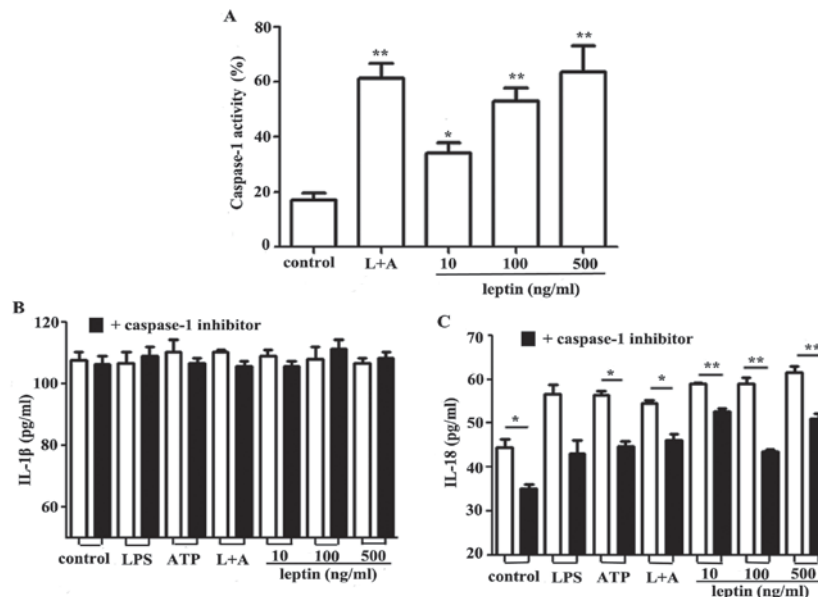 A
Caspase-1 activity (%)
80
60
40
20
0
**
*
**
**
control L+A 10 100 500
leptin (ng/ml)
B
+ caspase-1 inhibitor
IL-1β (pg/ml)
120
100
80
60
control LPS ATP L+A 10 100 500
leptin (ng/ml)
C
+ caspase-1 inhibitor
IL-18 (pg/ml)
70
60
50
40
30
20
*
*
*
**
**
**
control LPS ATP L+A 10 100 500
leptin (ng/ml)